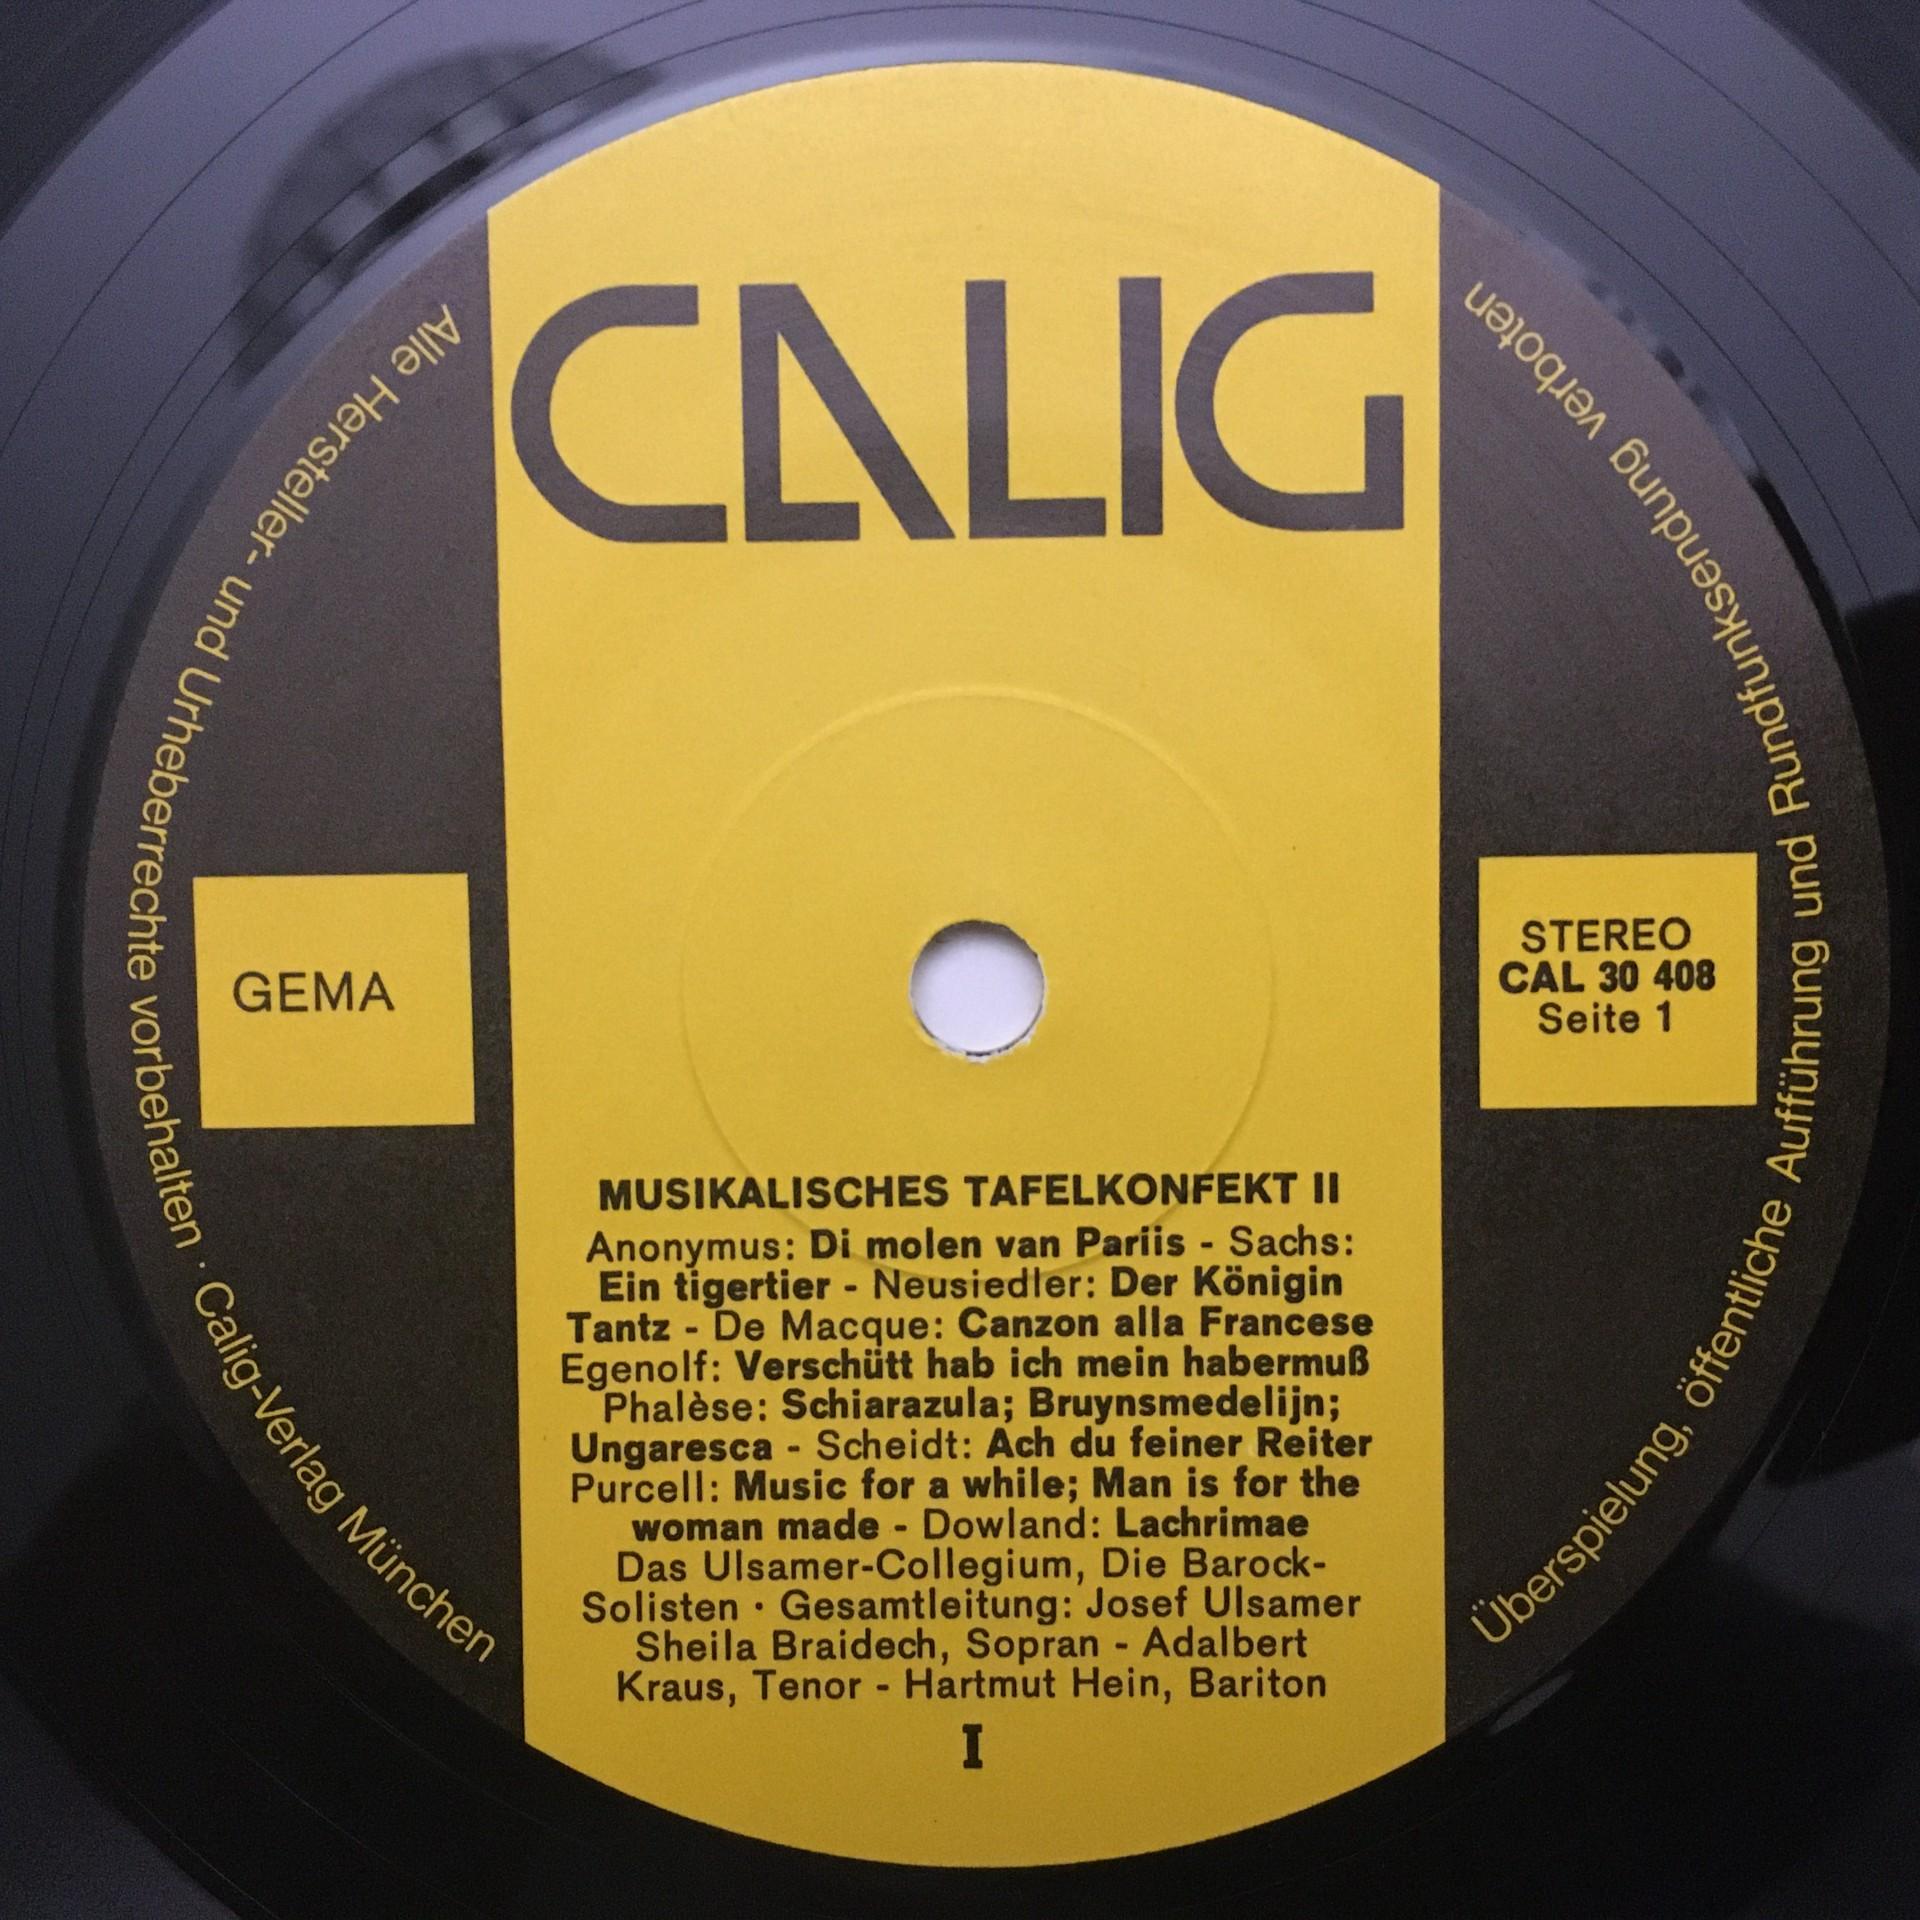 CALIG
Alle Hersteller- und Urheberrechte vorbehalten · Calig-Verlag München
Überspielung, öffentliche Aufführung und Rundfunksendung verboten
GEMA
STEREO
CAL 30 408
Seite 1
MUSIKALISCHES TAFELKONFEKT II
Anonymus: Di molen van Pariis - Sachs:
Ein tigertier - Neusiedler: Der Königin
Tantz - De Macque: Canzon alla Francese
Egenolf: Verschütt hab ich mein habermuß
Phalèse: Schiarazula; Bruynsmedelijn;
Ungaresca - Scheidt: Ach du feiner Reiter
Purcell: Music for a while; Man is for the
woman made - Dowland: Lachrimae
Das Ulsamer-Collegium, Die Barock-
Solisten · Gesamtleitung: Josef Ulsamer
Sheila Braidech, Sopran - Adalbert
Kraus, Tenor - Hartmut Hein, Bariton
I